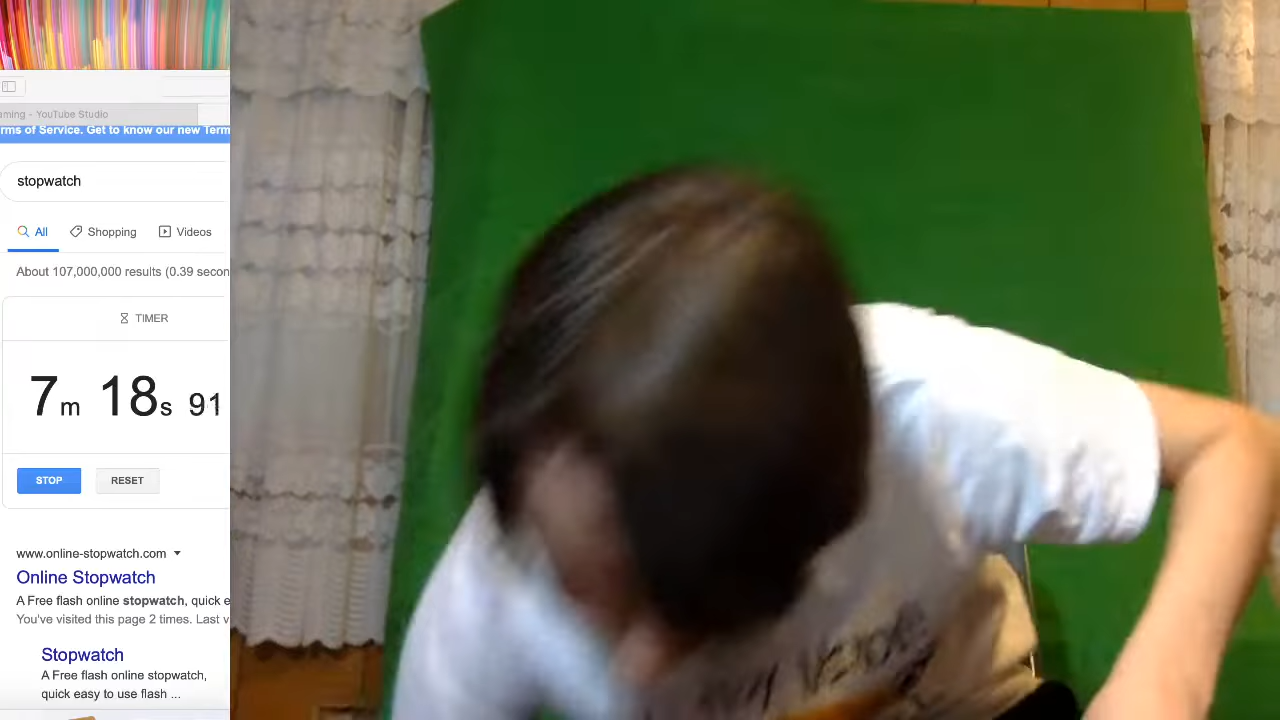 aming - YouTube Studio
rms of Service. Get to know our new Term
stopwatch
All Shopping Videos
About 107,000,000 results (0.39 secon
TIMER
7m 18s 91
STOP RESET
www.online-stopwatch.com
Online Stopwatch
A Free flash online stopwatch, quick e
You've visited this page 2 times. Last v
Stopwatch
A Free flash online stopwatch,
quick easy to use flash ...